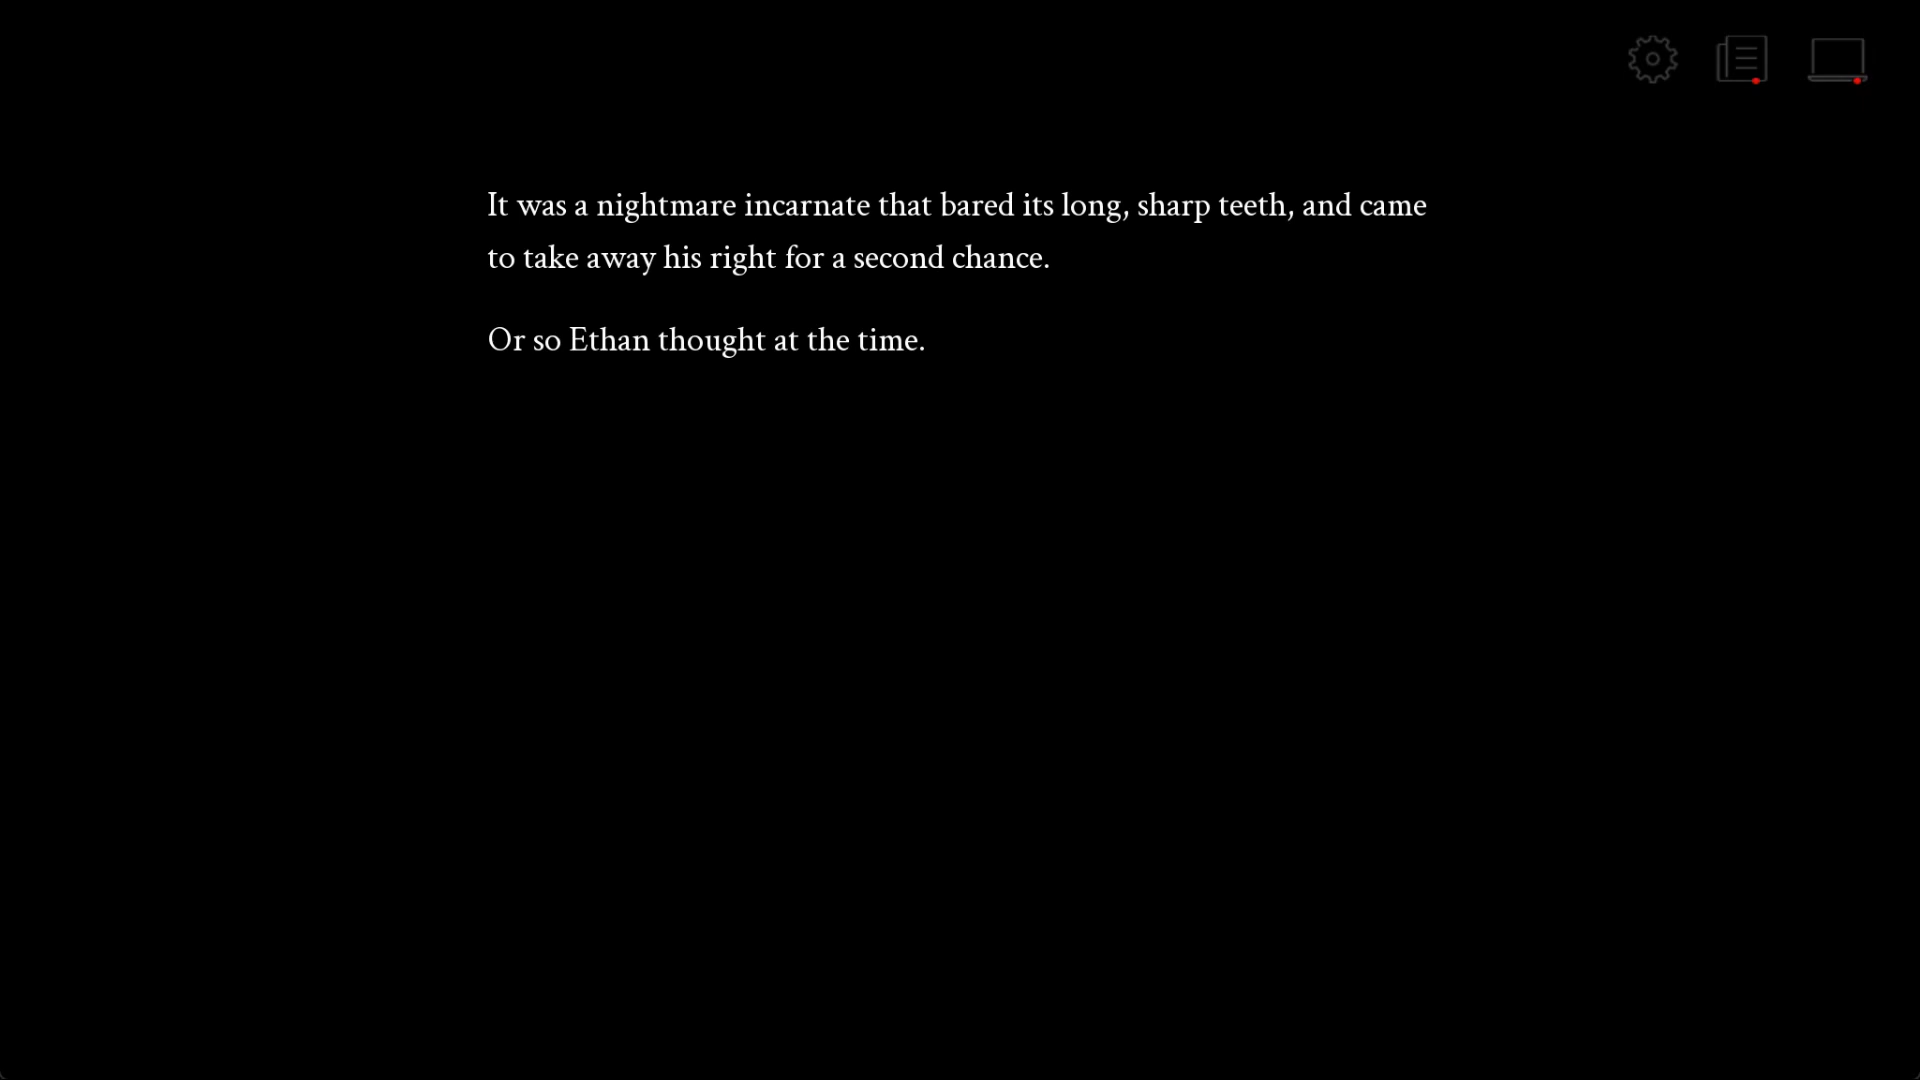 It was a nightmare incarnate that bared its long, sharp teeth, and came
to take away his right for a second chance.
Or so Ethan thought at the time.